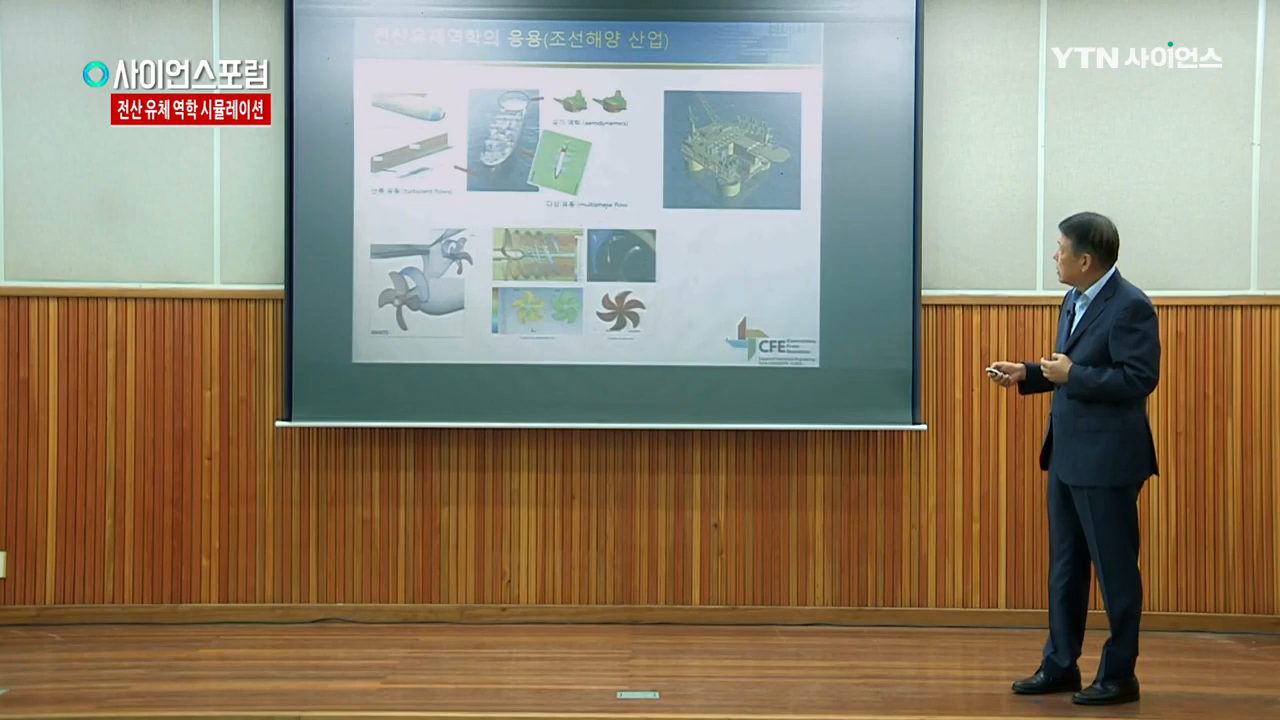 사이언스포럼
전산 유체 역학 시뮬레이션
YTN 사이언스
전산유체역학의 응용(조선해양 산업)
공기 역학 (aerodynamics)
난류 유동 (turbulent flows)
다상 유동 (multiphase flow
CFE